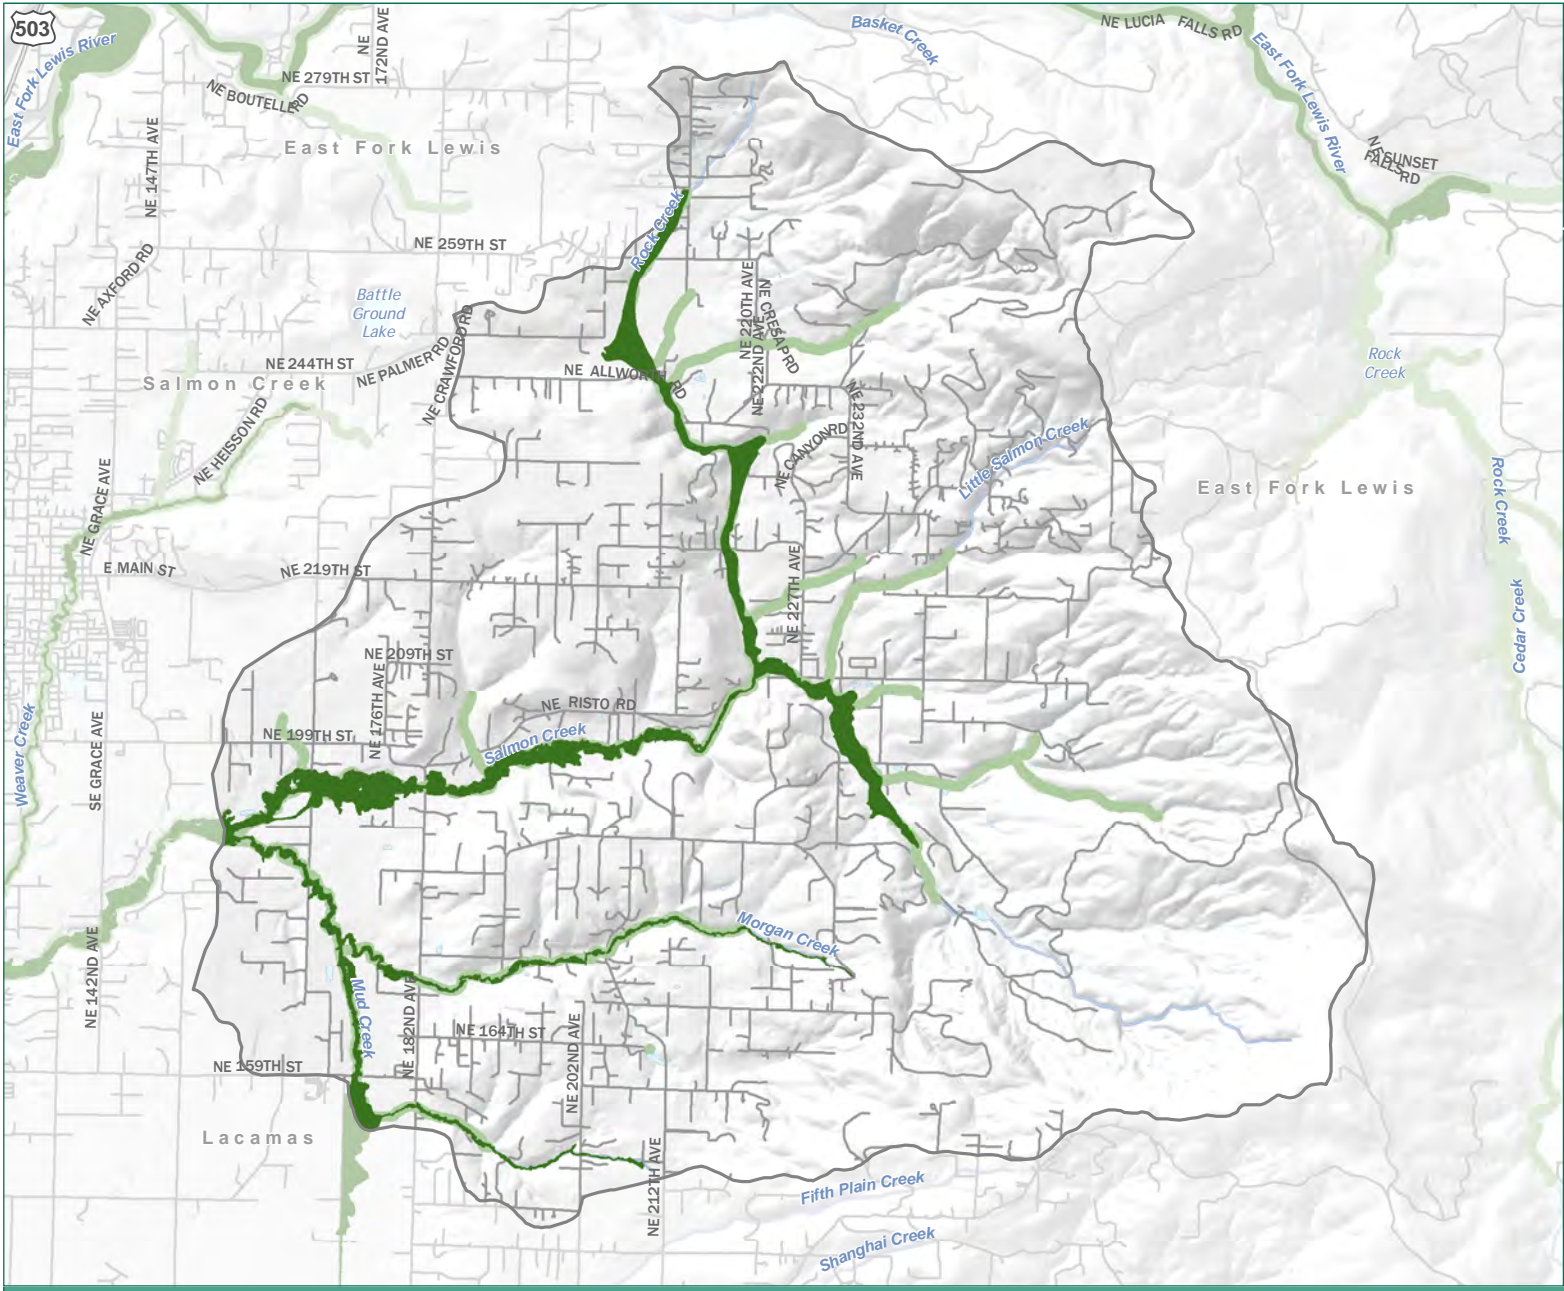 503
East Fork Lewis River
NE 172ND AVE
Basket Creek
NE LUCIA FALLS RD
East Fork Lewis River
NE 279TH ST
NE BOUTELLE RD
NE 147TH AVE
East Fork Lewis
NE SUNSET FALLS RD
Rock Creek
NE 259TH ST
NE AXFORD RD
Battle
Ground
Lake
NE 220TH AVE
NE CRESAP RD
NE 222ND AVE
NE CRAWFORD RD
NE PALMER RD
NE 244TH ST
Salmon Creek
NE ALLWORTH RD
Rock
Creek
NE HEISSON RD
NE 232ND AVE
NE CANYON RD
Little Salmon Creek
NE GRACE AVE
East Fork Lewis
Rock Creek
E MAIN ST
NE 219TH ST
NE 227TH AVE
Cedar Creek
NE 209TH ST
NE 176TH AVE
NE RISTO RD
Weaver Creek
SE GRACE AVE
NE 199TH ST
Salmon Creek
Morgan Creek
NE 142ND AVE
Mud Creek
NE 182ND AVE
NE 164TH ST
NE 202ND AVE
NE 159TH ST
Lacamas
NE 212TH AVE
Fifth Plain Creek
Shanghai Creek